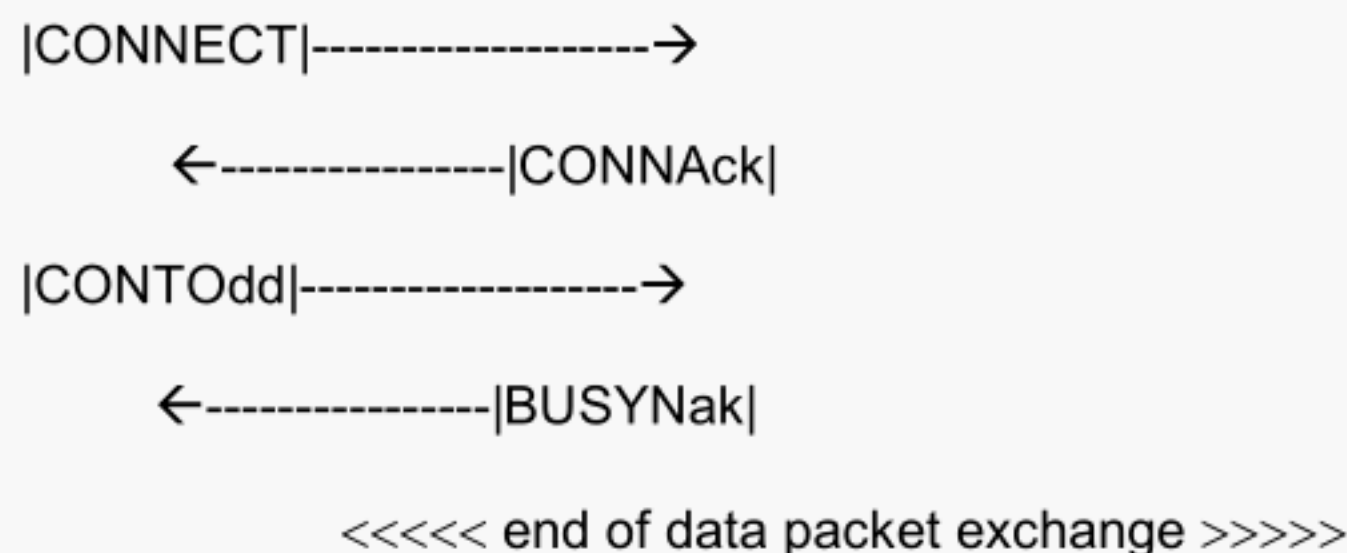 |CONNECT|-------------------→
←----------------|CONNAck|
|CONTOdd|-------------------→
←----------------|BUSYNak|
<<<<< end of data packet exchange >>>>>